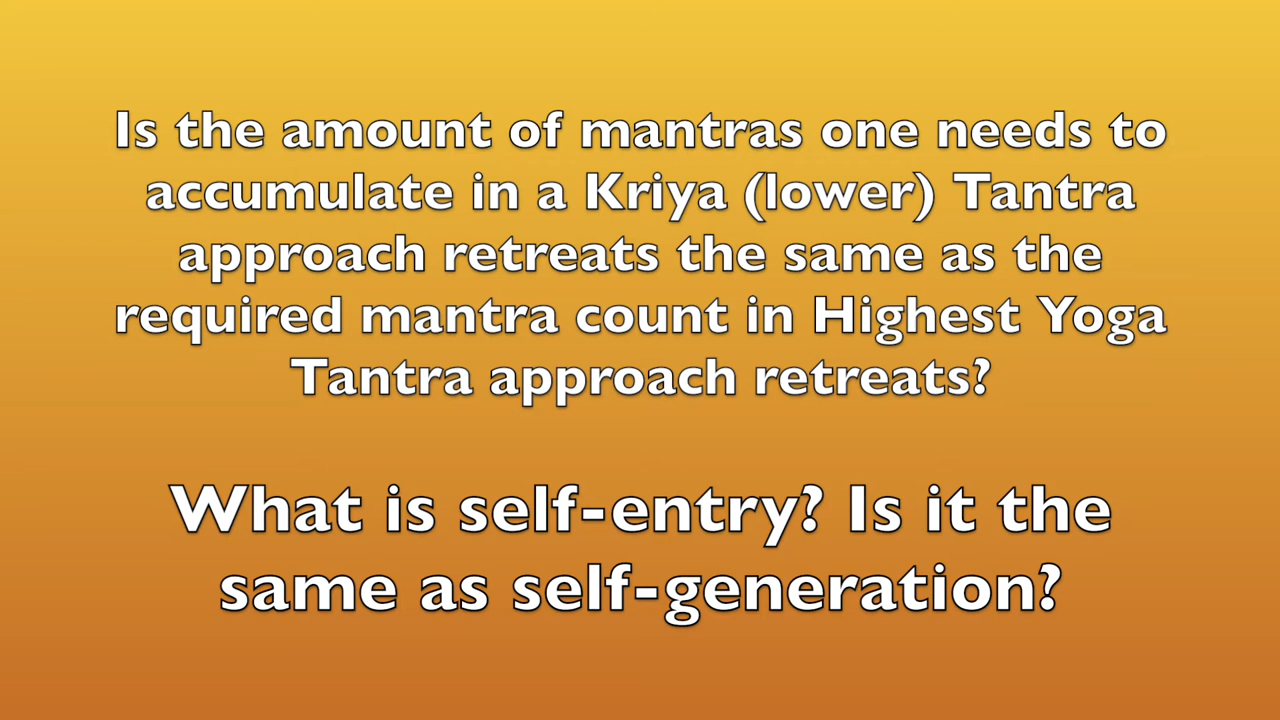 Is the amount of mantras one needs to
accumulate in a Kriya (lower) Tantra
approach retreats the same as the
required mantra count in Highest Yoga
Tantra approach retreats?
What is self-entry? Is it the
same as self-generation?